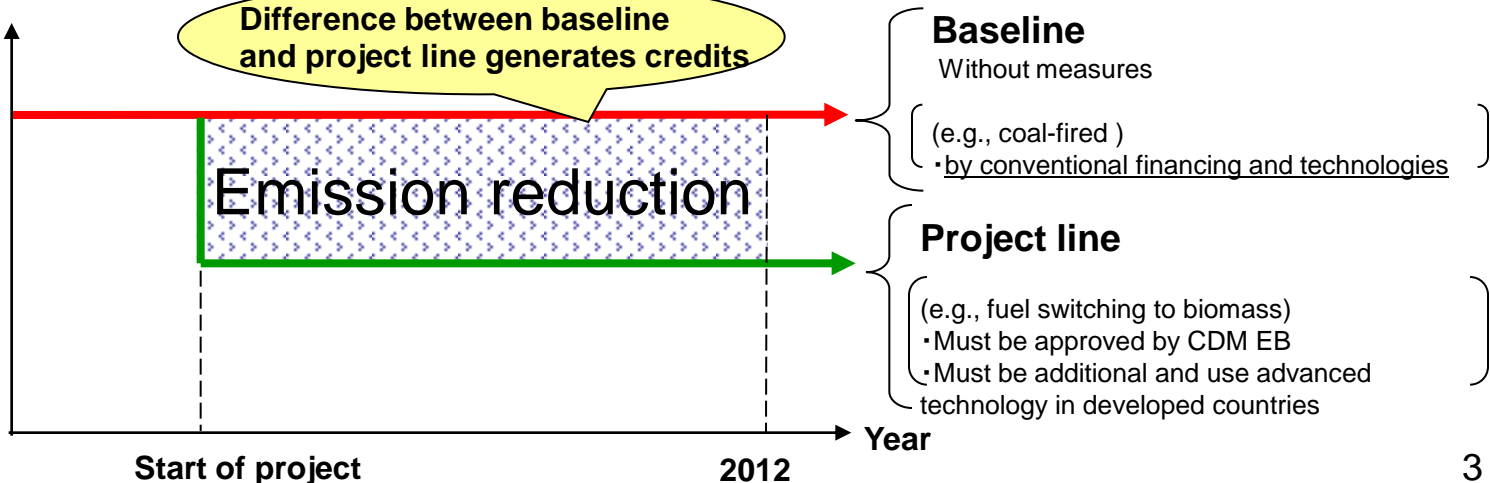 Difference between baseline
and project line generates credits
Baseline
Without measures
(e.g., coal-fired )
・by conventional financing and technologies
Emission reduction
Project line
(e.g., fuel switching to biomass)
・Must be approved by CDM EB
・Must be additional and use advanced
technology in developed countries
Year
Start of project
2012
3